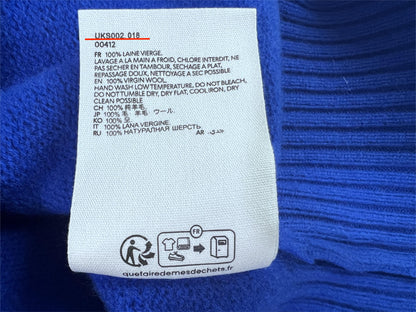 UKS002 018
00412
FR 100% LAINE VIERGE.
LAVAGE A LA MAIN A FROID, CHLORE INTERDIT, NE
PAS SECHER EN TAMBOUR, SECHAGE A PLAT,
REPASSAGE DOUX, NETTOYAGE A SEC POSSIBLE
EN 100% VIRGIN WOOL.
HAND WASH LOW TEMPERATURE, DO NOT BLEACH,
DO NOT TUMBLE DRY, DRY FLAT, COOL IRON, DRY
CLEAN POSSIBLE
CH 100% 纯羊毛
JP 100% 毛 羊毛 ウール.
KO 100%
IT 100% LANA VERGINE.
RU 100% НАТУРАЛЬНАЯ ШЕРСТЬ AR
FR
quefairedemesdechets.fr